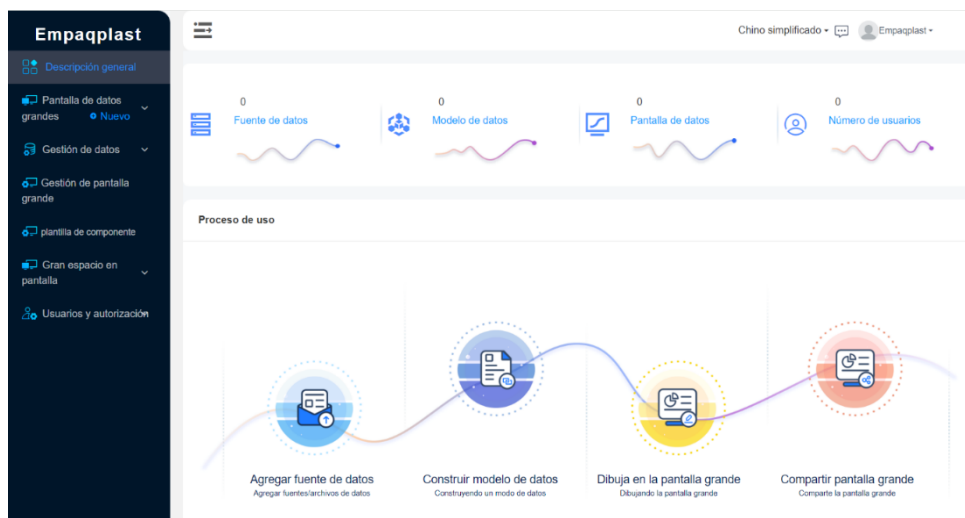 Empaqplast
Chino simplificado
Empaqplast
Descripción general
Pantalla de datos
grandes
Nuevo
Gestión de datos
Gestión de pantalla
grande
plantilla de componente
Gran espacio en
pantalla
Usuarios y autorización
0
Fuente de datos
0
Modelo de datos
0
Pantalla de datos
0
Número de usuarios
Proceso de uso
Agregar fuente de datos
Agregar fuentes/archivos de datos
Construir modelo de datos
Construyendo un modo de datos
Dibuja en la pantalla grande
Dibujando la pantalla grande
Compartir pantalla grande
Comparte la pantalla grande